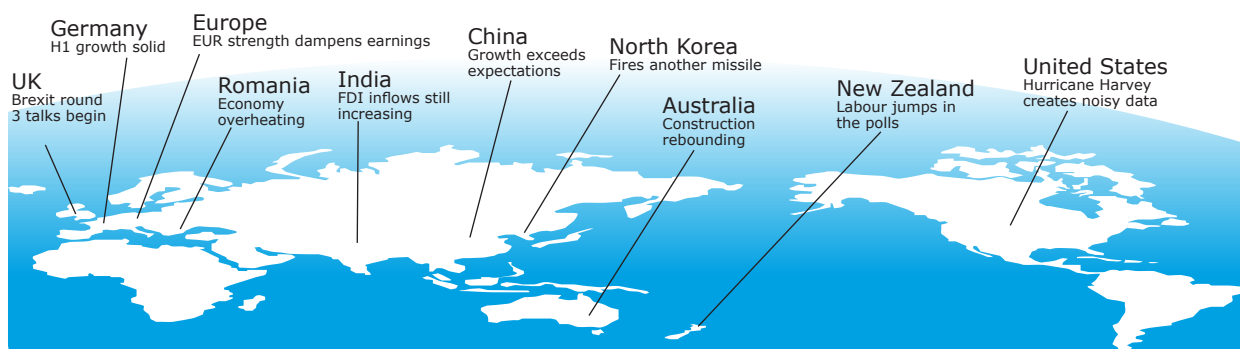 Germany
H1 growth solid
Europe
EUR strength dampens earnings
UK
Brexit round
3 talks begin
Romania
Economy
overheating
India
FDI inflows still
increasing
China
Growth exceeds
expectations
North Korea
Fires another missile
Australia
Construction
rebounding
New Zealand
Labour jumps in
the polls
United States
Hurricane Harvey
creates noisy data